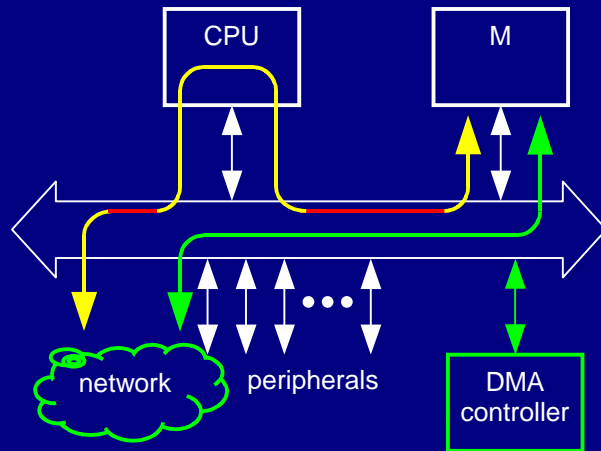 CPU
M
network
peripherals
DMA
controller